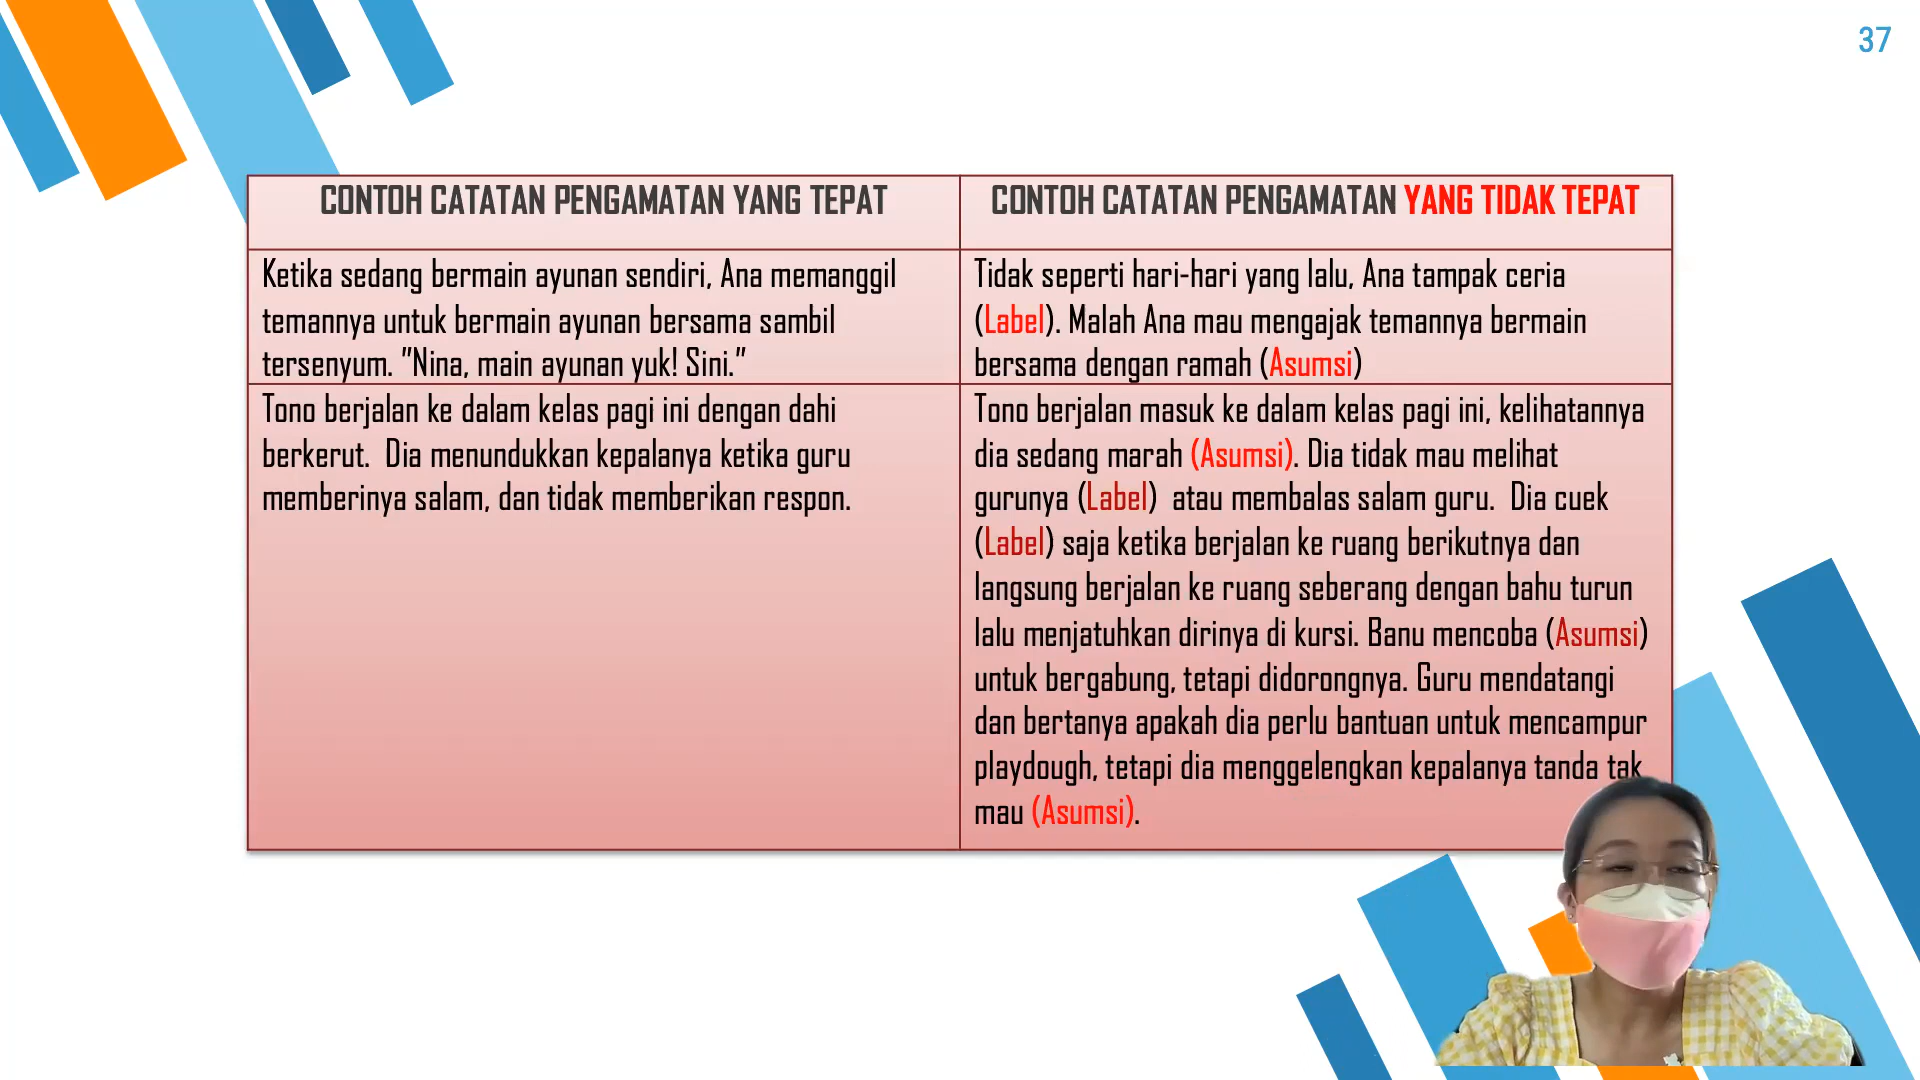 37
CONTOH CATATAN PENGAMATAN YANG TEPAT
CONTOH CATATAN PENGAMATAN YANG TIDAK TEPAT
Ketika sedang bermain ayunan sendiri, Ana memanggil
temannya untuk bermain ayunan bersama sambil
tersenyum. "Nina, main ayunan yuk! Sini."
Tidak seperti hari-hari yang lalu, Ana tampak ceria
(Label). Malah Ana mau mengajak temannya bermain
bersama dengan ramah (Asumsi)
Tono berjalan ke dalam kelas pagi ini dengan dahi
berkerut. Dia menundukkan kepalanya ketika guru
memberinya salam, dan tidak memberikan respon.
Tono berjalan masuk ke dalam kelas pagi ini, kelihatannya
dia sedang marah (Asumsi). Dia tidak mau melihat
gurunya (Label) atau membalas salam guru. Dia cuek
(Label) saja ketika berjalan ke ruang berikutnya dan
langsung berjalan ke ruang seberang dengan bahu turun
lalu menjatuhkan dirinya di kursi. Banu mencoba (Asumsi)
untuk bergabung, tetapi didorongnya. Guru mendatangi
dan bertanya apakah dia perlu bantuan untuk mencampur
playdough, tetapi dia menggelengkan kepalanya tanda tak
mau (Asumsi).